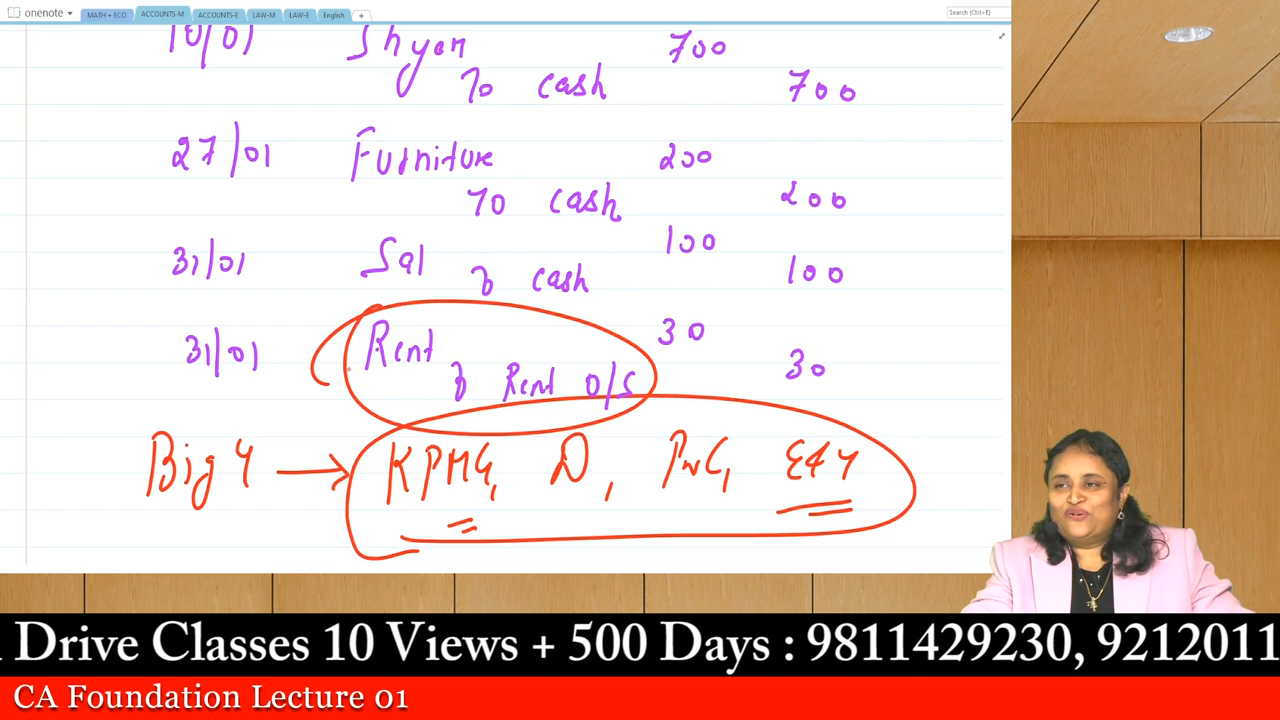 onenote MATH + ECO ACCOUNTS-M ACCOUNTS-E LAW-M LAW-E English + Search (Ctrl+E)
10/01 Shyam 700
To cash 700
27/01 Furniture 200
To cash 200
31/01 Sal 100
To cash 100
31/01 Rent 30
To Rent O/S 30
Big 4 → KPMG, D, PwC, E&Y
Drive Classes 10 Views + 500 Days : 9811429230, 9212011
CA Foundation Lecture 01